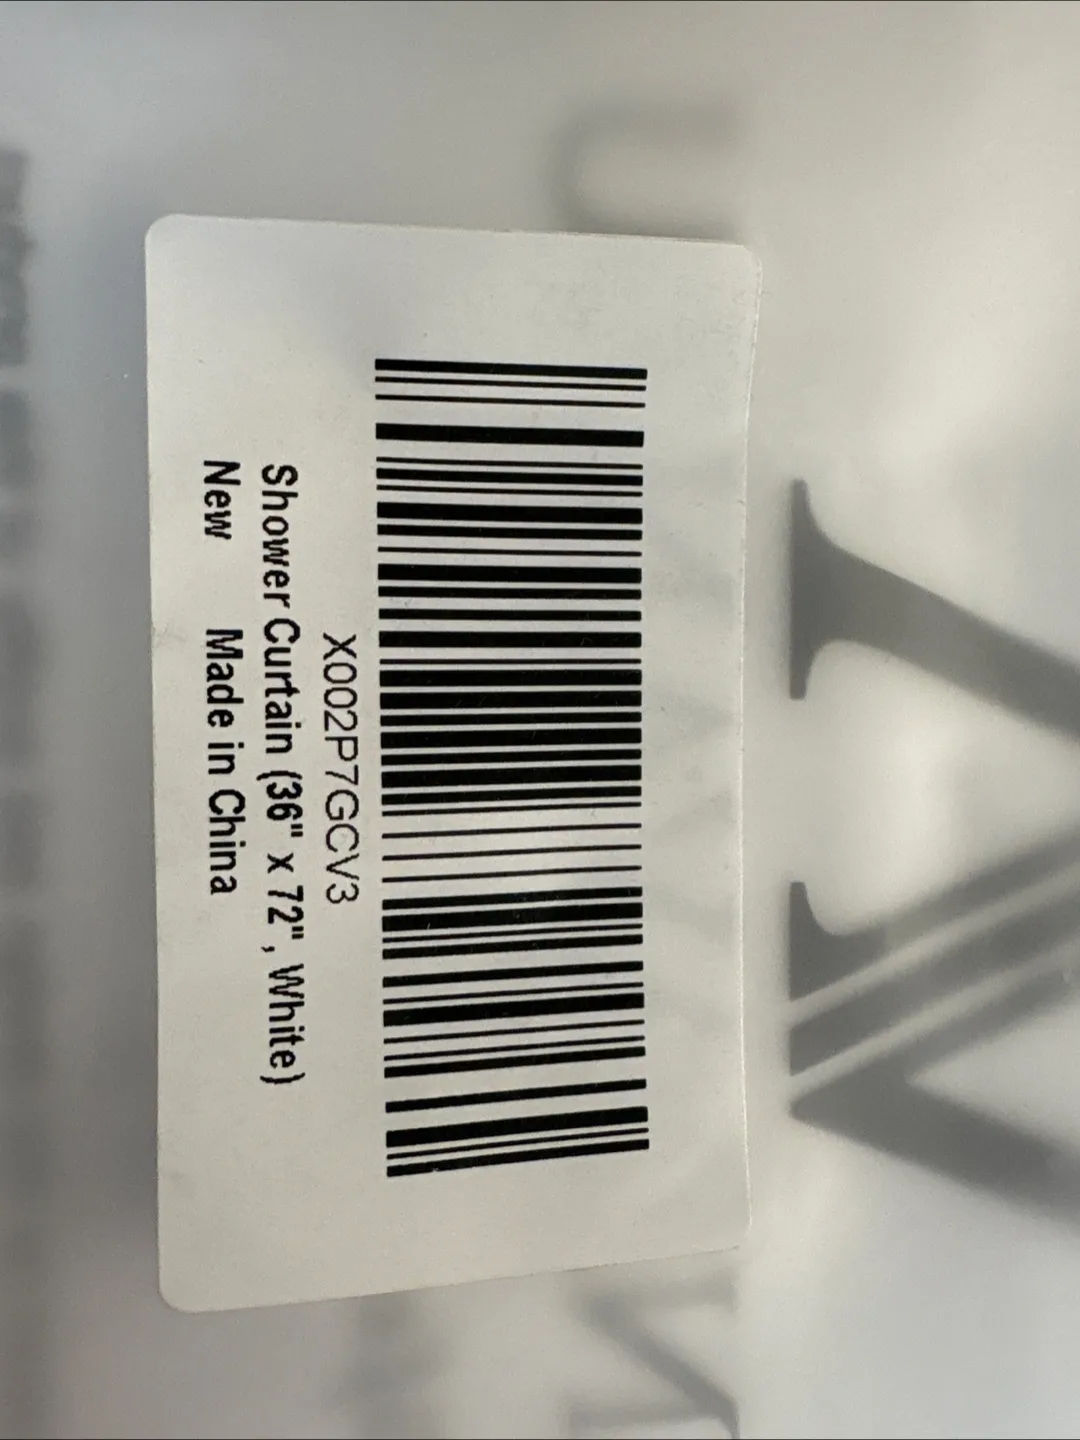 X002P7GCV3
Shower Curtain (36" x 72", White)
New Made in China